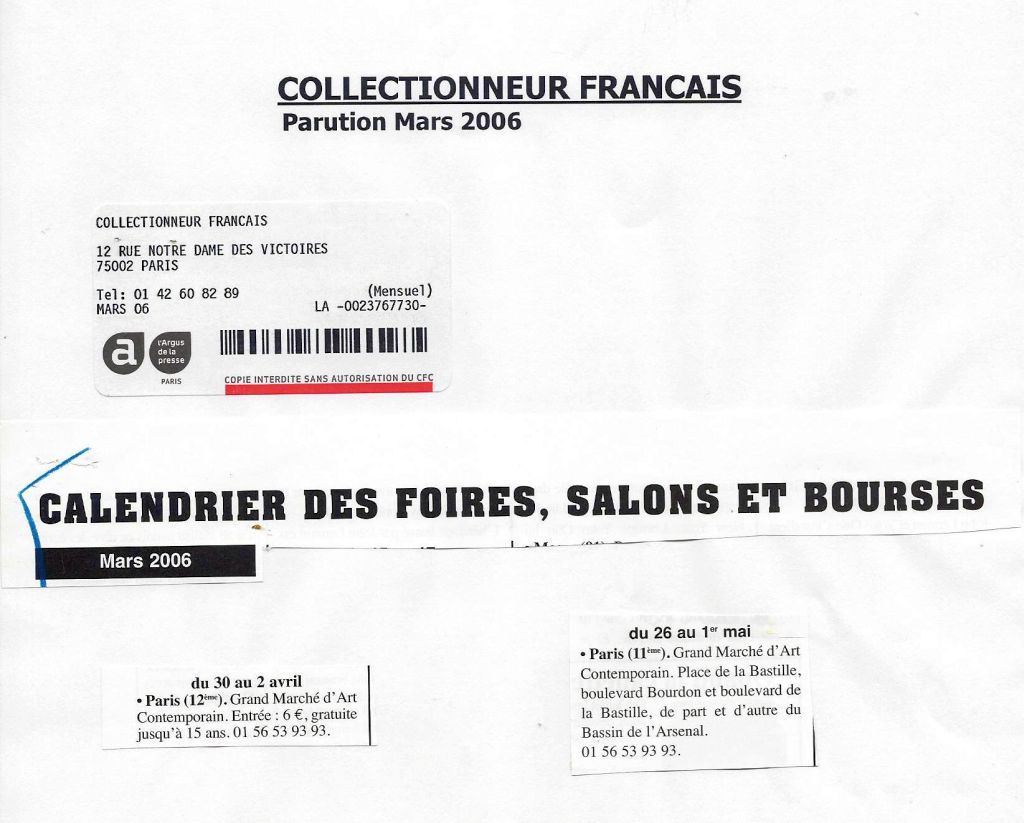 COLLECTIONNEUR FRANCAIS
Parution Mars 2006
COLLECTIONNEUR FRANCAIS
12 RUE NOTRE DAME DES VICTOIRES
75002 PARIS
Tel: 01 42 60 82 89 (Mensuel)
MARS 06 LA -0023767730-
a
l'Argus
de la
presse
PARIS
COPIE INTERDITE SANS AUTORISATION DU CFC
CALENDRIER DES FOIRES, SALONS ET BOURSES
Mars 2006
du 30 au 2 avril
• Paris (12ème). Grand Marché d'Art
Contemporain. Entrée : 6 €, gratuite
jusqu'à 15 ans. 01 56 53 93 93.
du 26 au 1er mai
• Paris (11ème). Grand Marché d'Art
Contemporain. Place de la Bastille,
boulevard Bourdon et boulevard de
la Bastille, de part et d'autre du
Bassin de l'Arsenal.
01 56 53 93 93.